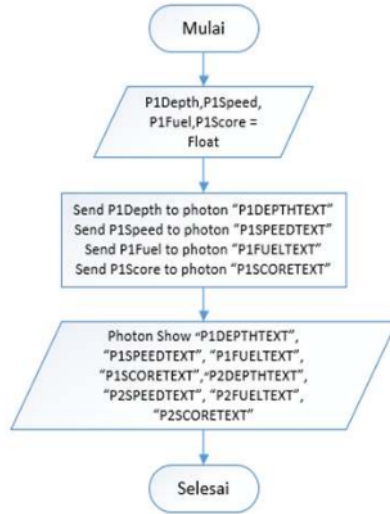 Mulai
P1Depth,P1Speed,
P1Fuel,P1Score =
Float
Send P1Depth to photon “P1DEPTHTEXT”
Send P1Speed to photon “P1SPEEDTEXT”
Send P1Fuel to photon “P1FUELTEXT”
Send P1Score to photon “P1SCORETEXT”
Photon Show “P1DEPTHTEXT”,
“P1SPEEDTEXT”, “P1FUELTEXT”,
“P1SCORETEXT”,“P2DEPTHTEXT”,
“P2SPEEDTEXT”, “P2FUELTEXT”,
“P2SCORETEXT”
Selesai